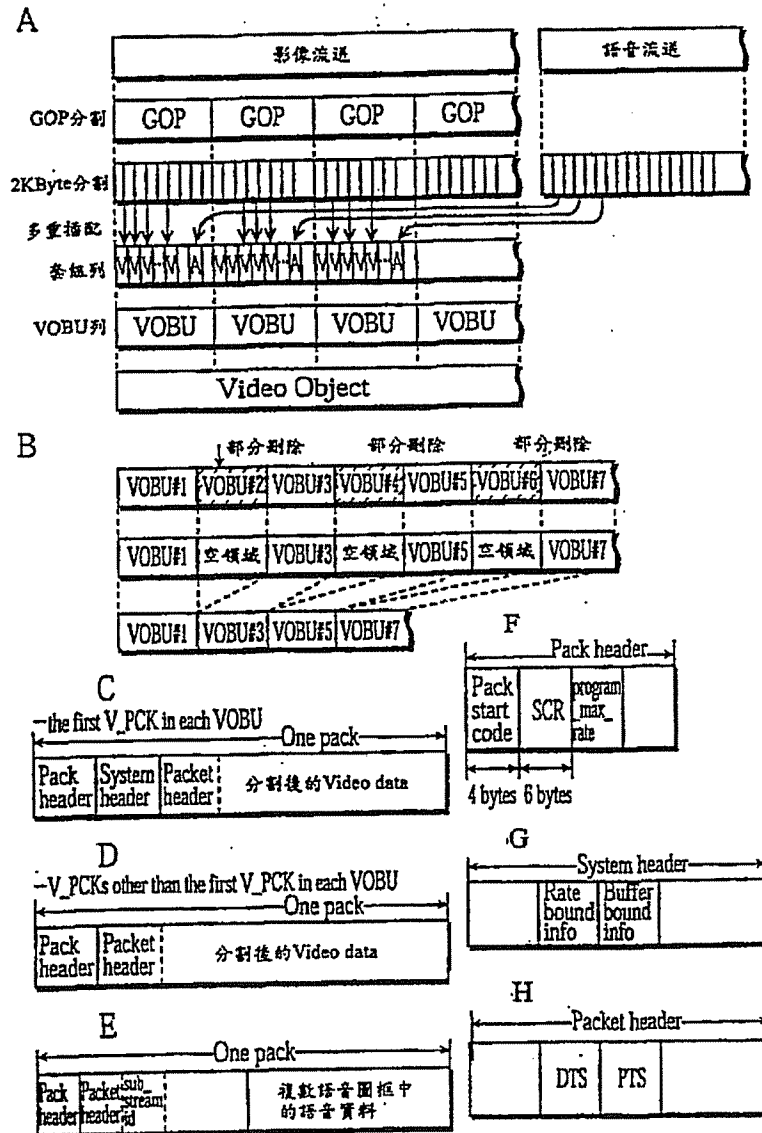 A
影像流送
語音流送
GOP分割
GOP
GOP
GOP
GOP
2KByte分割
多重搭配
V V V V A V V V V V A V V V V V A
套組列
VOBU列
VOBU
VOBU
VOBU
VOBU
Video Object
B
部分刪除
部分刪除
部分刪除
VOBU#1
VOBU#2
VOBU#3
VOBU#4
VOBU#5
VOBU#6
VOBU#7
VOBU#1
空領域
VOBU#3
空領域
VOBU#5
空領域
VOBU#7
VOBU#1
VOBU#3
VOBU#5
VOBU#7
C
–the first V_PCK in each VOBU
One pack
Pack header
System header
Packet header
分割後的Video data
D
–V_PCKs other than the first V_PCK in each VOBU
One pack
Pack header
Packet header
分割後的Video data
E
One pack
Pack header
Packet header
sub_stream_id
複數語音圖框中
的語音資料
F
Pack header
Pack start code
SCR
program_max_rate
4 bytes
6 bytes
G
System header
Rate bound info
Buffer bound info
H
Packet header
DTS
PTS